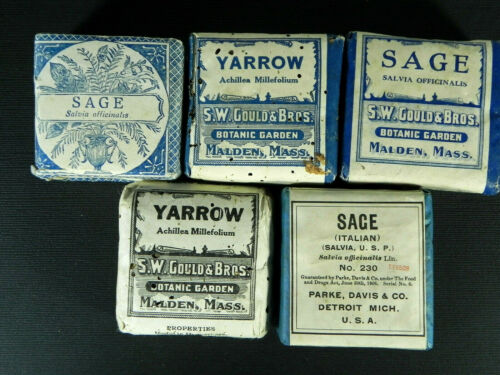 SAGE
Salvia officinalis
YARROW
Achillea Millefolium
S.W. GOULD & BROS.
BOTANIC GARDEN
MALDEN, MASS.
SAGE
SALVIA OFFICINALIS
S.W. GOULD & BROS.
BOTANIC GARDEN
MALDEN, MASS.
YARROW
Achillea Millefolium
S.W. GOULD & BROS.
BOTANIC GARDEN
MALDEN, MASS.
PROPERTIES
SAGE
(ITALIAN)
(SALVIA, U. S. P.)
Salvia officinalis Lin.
No. 230
Guaranteed by Parke, Davis & Co. under The Food
and Drugs Act, June 30th, 1906. Serial No. 6.
PARKE, DAVIS & CO.
DETROIT MICH.
U. S. A.